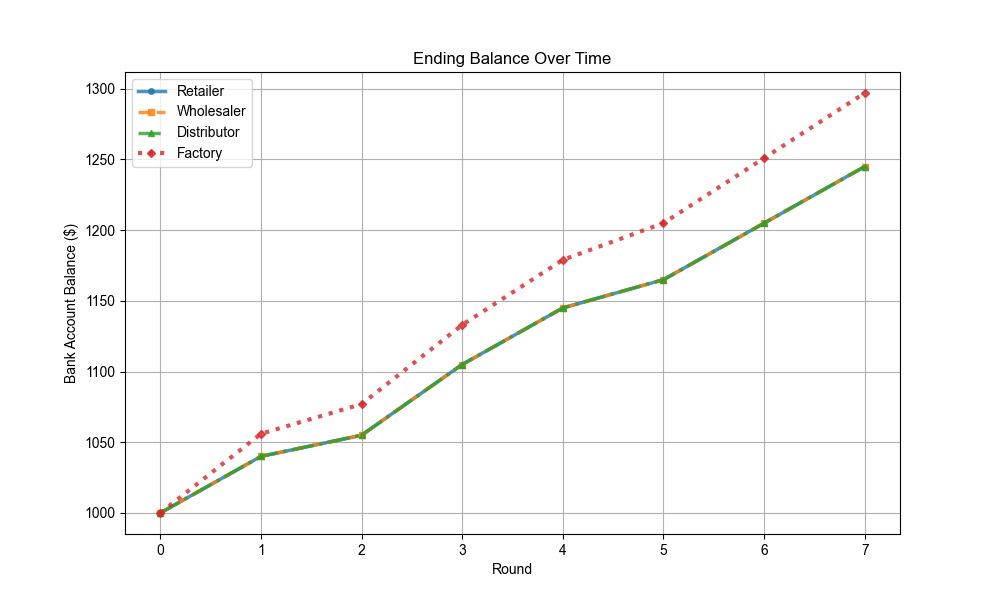 Ending Balance Over Time
Retailer
Wholesaler
Distributor
Factory
Bank Account Balance ($)
1300
1250
1200
1150
1100
1050
1000
0 1 2 3 4 5 6 7
Round